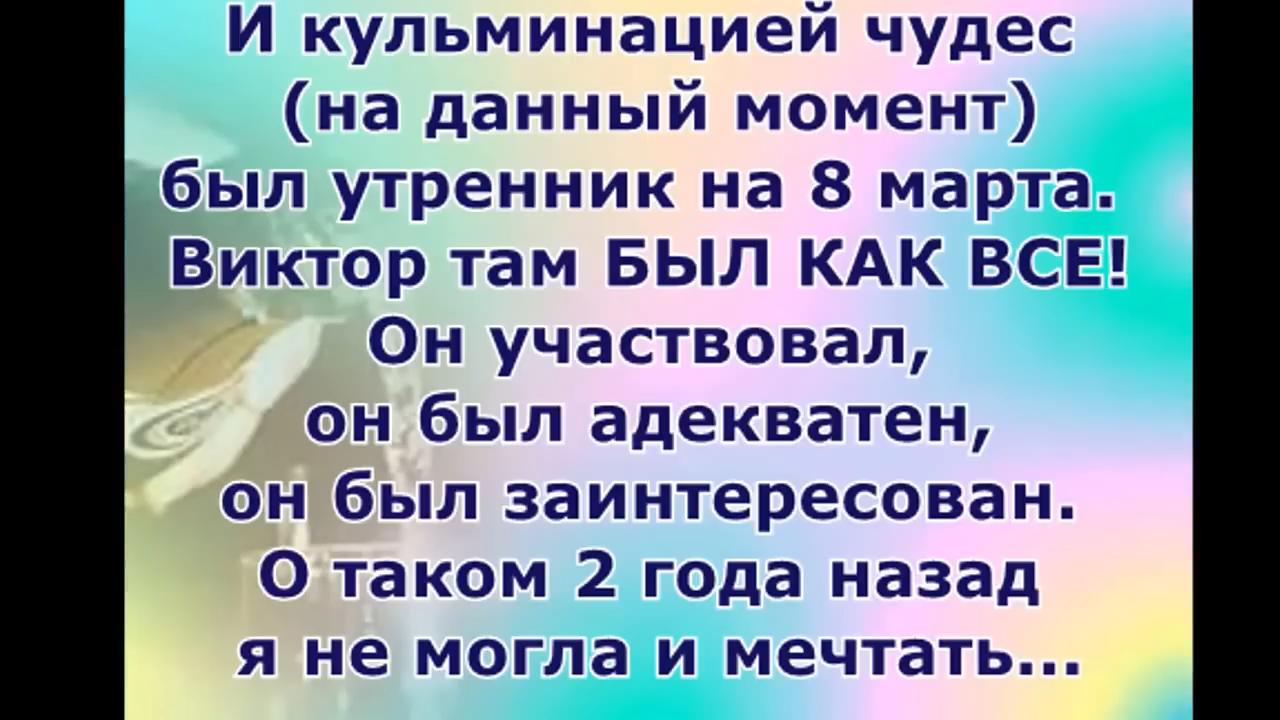 И кульминацией чудес
(на данный момент)
был утренник на 8 марта.
Виктор там БЫЛ КАК ВСЕ!
Он участвовал,
он был адекватен,
он был заинтересован.
О таком 2 года назад
я не могла и мечтать...